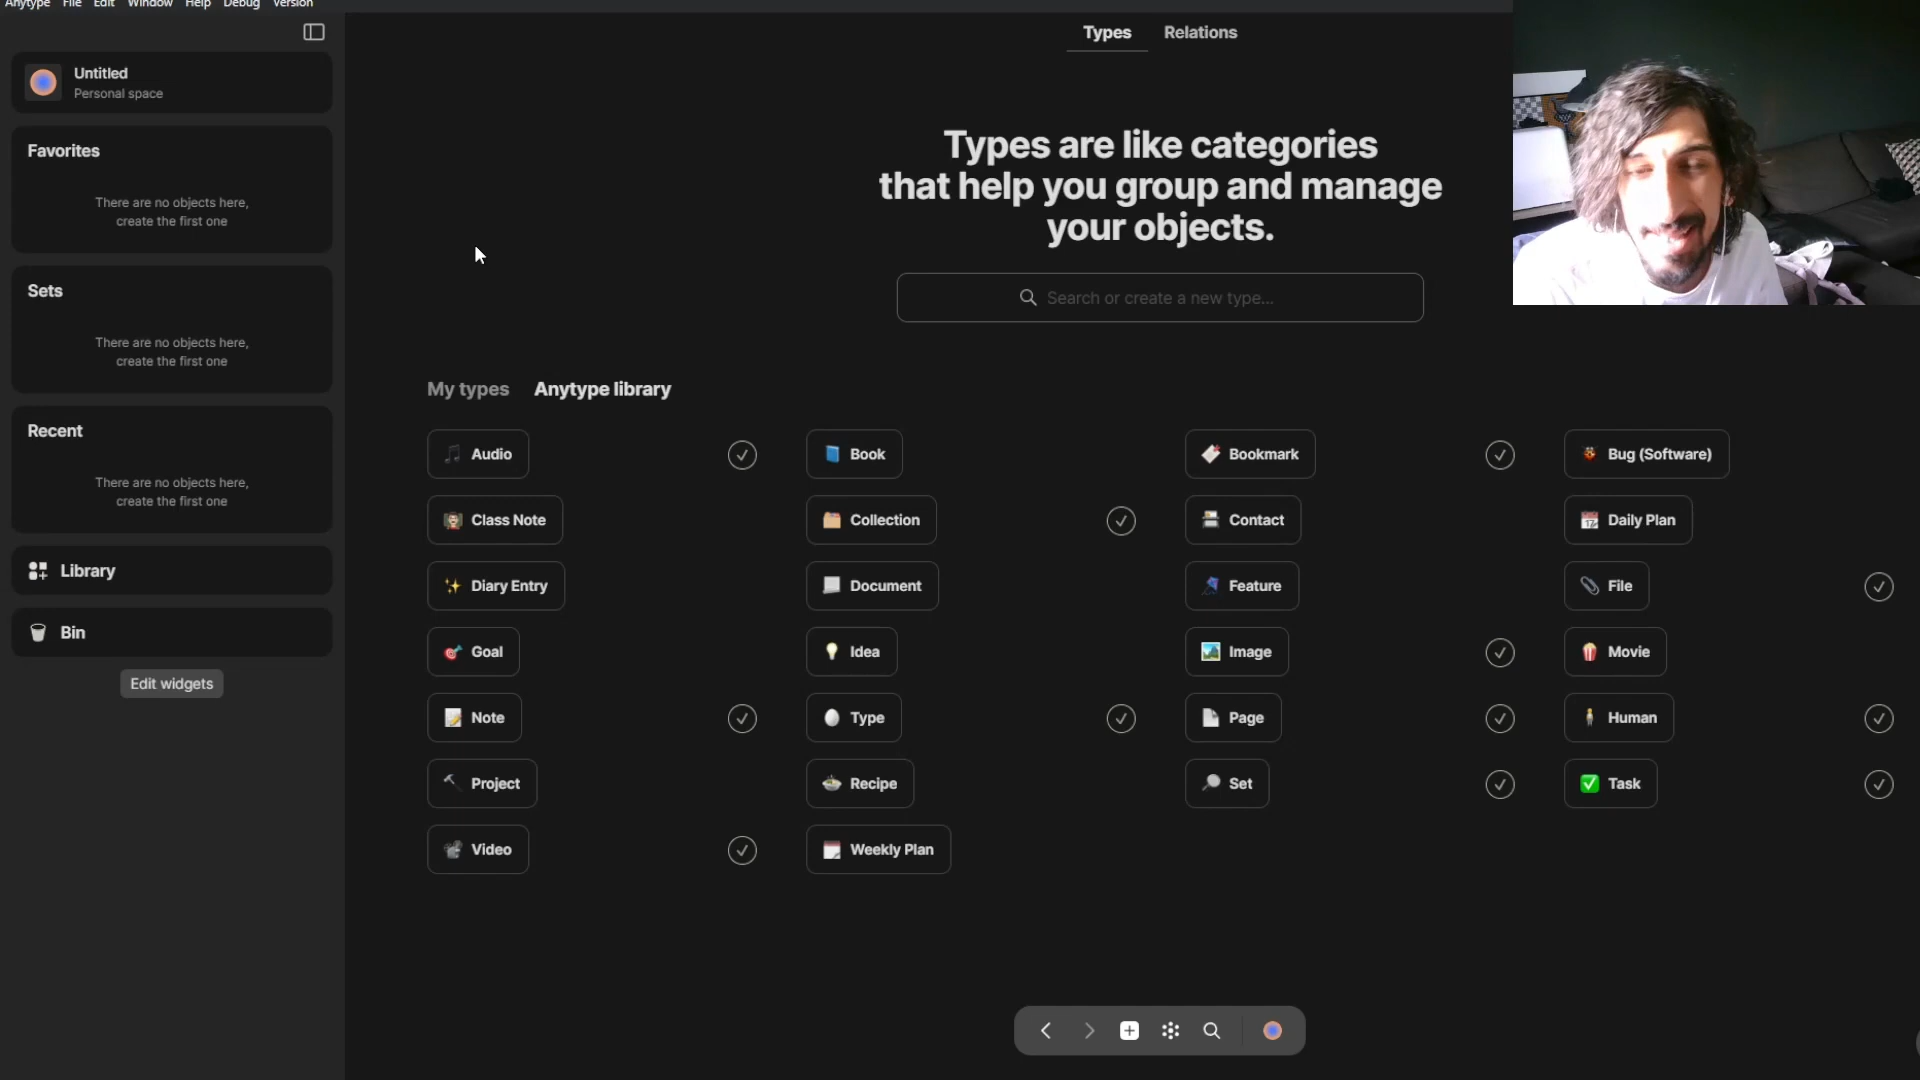 Anytype File Edit Window Help Debug Version
Types Relations
Untitled
Personal space
Favorites
There are no objects here,
create the first one
Sets
There are no objects here,
create the first one
Recent
There are no objects here,
create the first one
Library
Bin
Edit widgets
Types are like categories
that help you group and manage
your objects.
Search or create a new type...
My types Anytype library
Audio Book Bookmark Bug (Software)
Class Note Collection Contact Daily Plan
Diary Entry Document Feature File
Goal Idea Image Movie
Note Type Page Human
Project Recipe Set Task
Video Weekly Plan